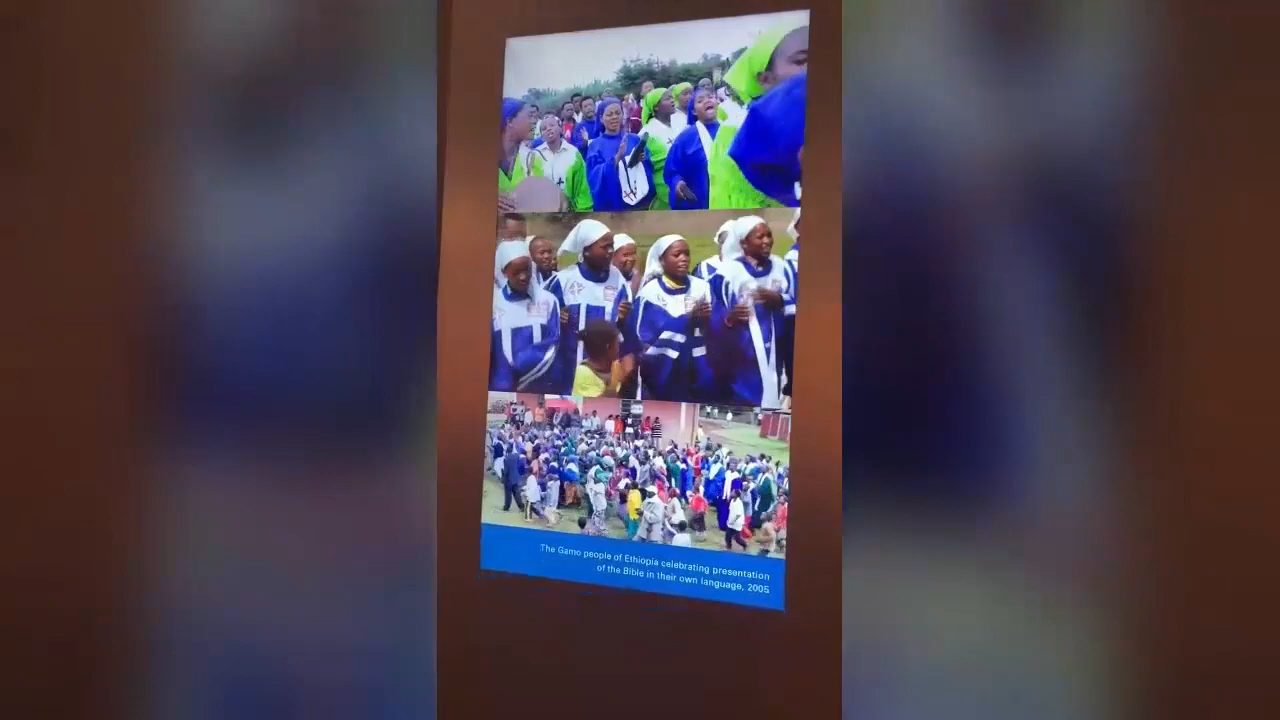 The Gamo people of Ethiopia celebrating presentation
of the Bible in their own language, 2005